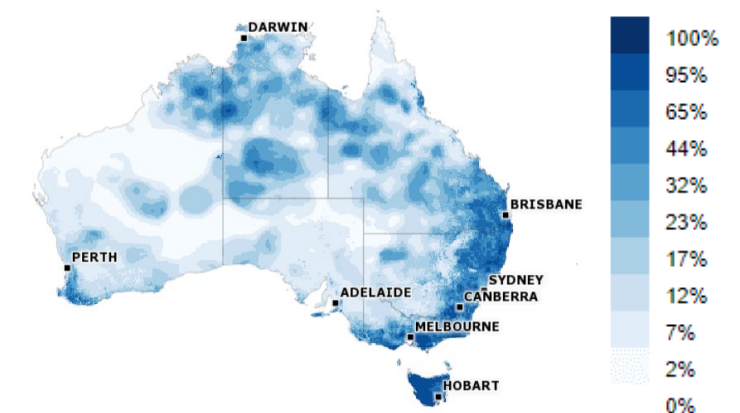 DARWIN
BRISBANE
PERTH
SYDNEY
ADELAIDE
CANBERRA
MELBOURNE
HOBART
100%
95%
65%
44%
32%
23%
17%
12%
7%
2%
0%